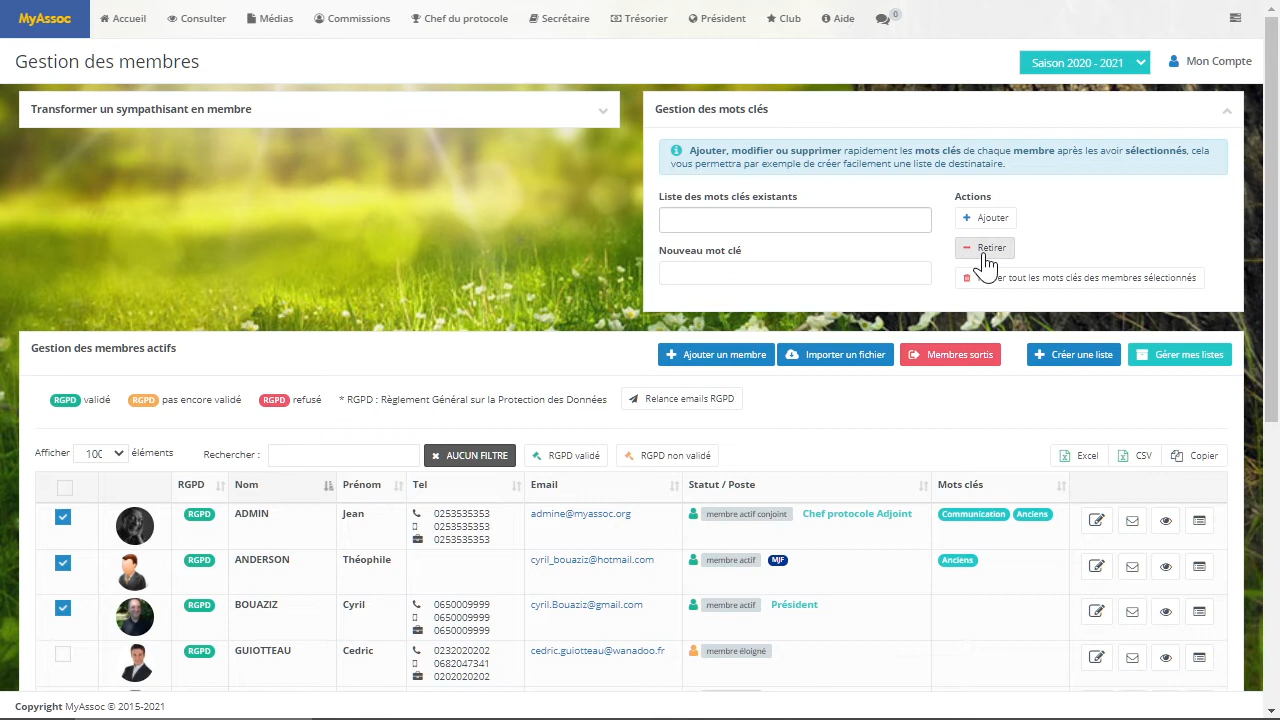 MyAssoc Accueil Consulter Médias Commissions Chef du protocole Secrétaire Trésorier Président Club Aide 0
Gestion des membres Saison 2020 - 2021 Mon Compte
Transformer un sympathisant en membre
Gestion des mots clés
Ajouter, modifier ou supprimer rapidement les mots clés de chaque membre après les avoir sélectionnés, cela
vous permettra par exemple de créer facilement une liste de destinataire.
Liste des mots clés existants Actions
Ajouter
Retirer
Nouveau mot clé
er tout les mots clés des membres sélectionnés
Gestion des membres actifs Ajouter un membre Importer un fichier Membres sortis Créer une liste Gérer mes listes
RGPD validé RGPD pas encore validé RGPD refusé * RGPD : Règlement Général sur la Protection des Données Relance emails RGPD
Afficher 100 éléments Rechercher : AUCUN FILTRE RGPD validé RGPD non validé Excel CSV Copier
RGPD Nom Prénom Tel Email Statut / Poste Mots clés
RGPD ADMIN Jean 0253535353 admine@myassoc.org membre actif conjoint Chef protocole Adjoint Communication Anciens
0253535353
0253535353
RGPD ANDERSON Théophile cyril_bouaziz@hotmail.com membre actif MJF Anciens
RGPD BOUAZIZ Cyril 0650009999 cyril.Bouaziz@gmail.com membre actif Président
0650009999
0650009999
RGPD GUIOTTEAU Cedric 0232020202 cedric.guiotteau@wanadoo.fr membre éloigné
0682047341
0202020202
Copyright MyAssoc © 2015-2021